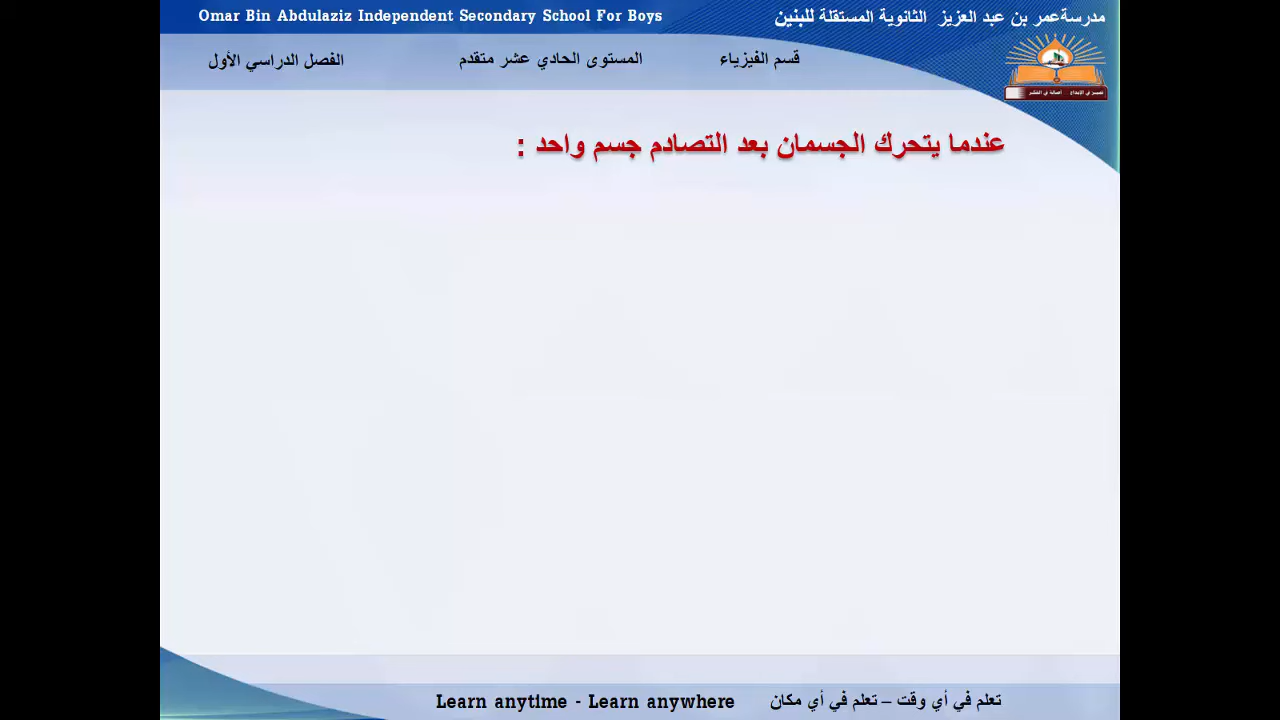 Omar Bin Abdulaziz Independent Secondary School For Boys
مدرسةعمر بن عبد العزيز الثانوية المستقلة للبنين
قسم الفيزياء
المستوى الحادي عشر متقدم
الفصل الدراسي الأول
عندما يتحرك الجسمان بعد التصادم جسم واحد :
Learn anytime - Learn anywhere
تعلم في أي وقت – تعلم في أي مكان